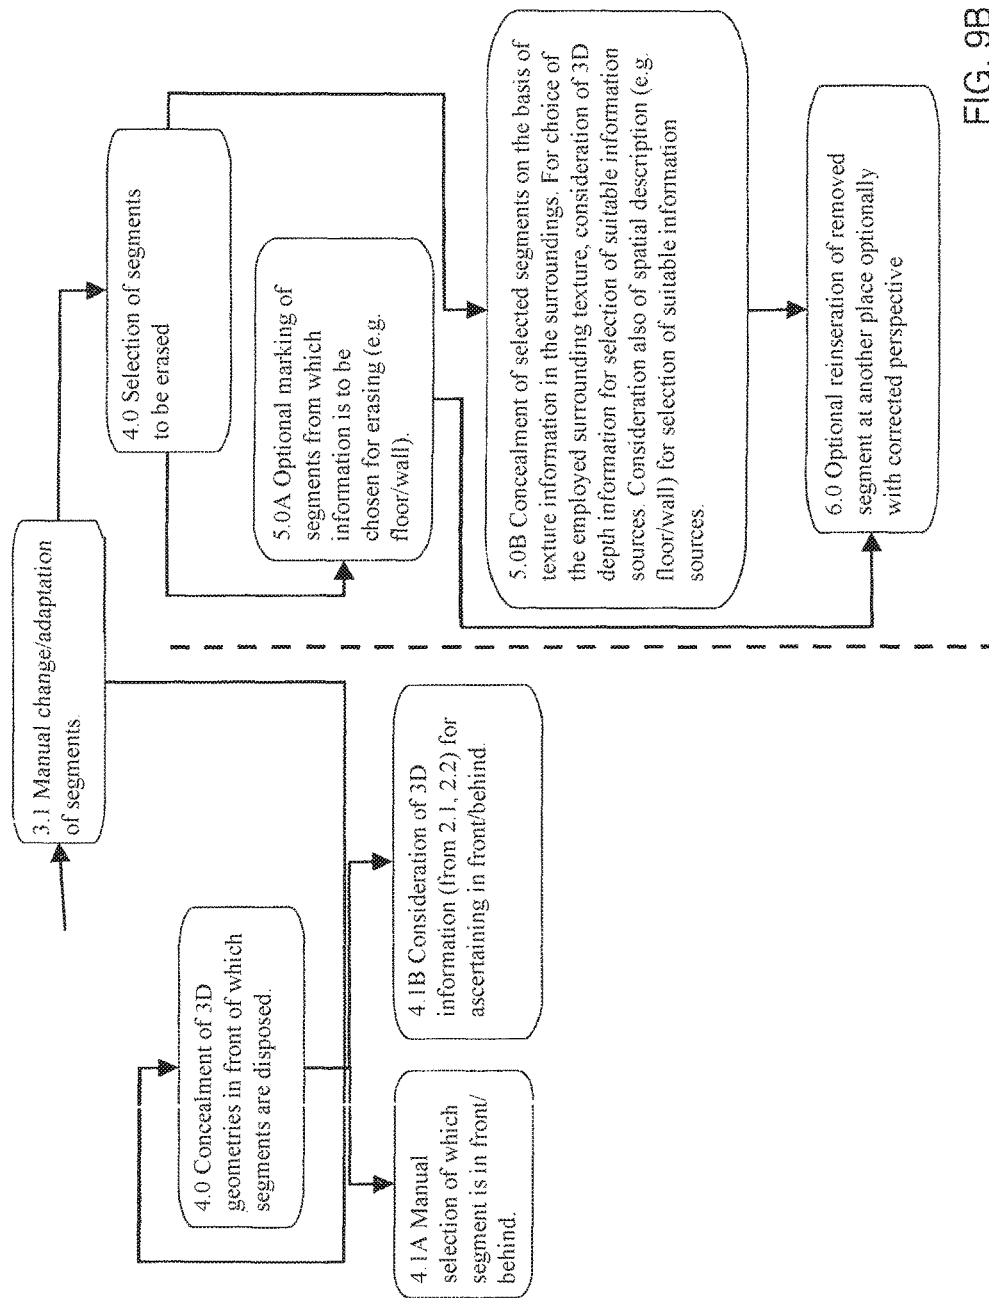 3.1 Manual change/adaptation
of segments.
4.0 Concealment of 3D
geometries in front of which
segments are disposed.
4.1A Manual
selection of which
segment is in front/
behind.
4.1B Consideration of 3D
information (from 2.1, 2.2) for
ascertaining in front/behind.
4.0 Selection of segments
to be erased
5.0A Optional marking of
segments from which
information is to be
chosen for erasing (e.g.
floor/wall).
5.0B Concealment of selected segments on the basis of
texture information in the surroundings. For choice of
the employed surrounding texture, consideration of 3D
depth information for selection of suitable information
sources. Consideration also of spatial description (e.g.
floor/wall) for selection of suitable information
sources.
6.0 Optional reinseration of removed
segment at another place optionally
with corrected perspective
FIG. 9B